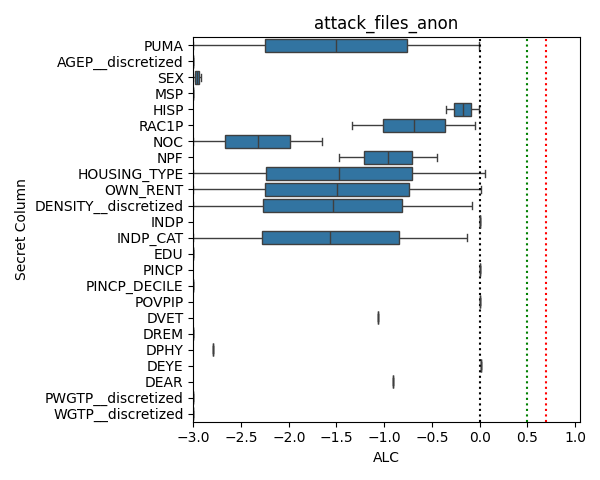 attack_files_anon
PUMA
AGEP__discretized
SEX
MSP
HISP
RAC1P
NOC
NPF
HOUSING_TYPE
OWN_RENT
DENSITY__discretized
INDP
INDP_CAT
EDU
PINCP
PINCP_DECILE
POVPIP
DVET
DREM
DPHY
DEYE
DEAR
PWGTP__discretized
WGTP__discretized
Secret Column
−3.0 −2.5 −2.0 −1.5 −1.0 −0.5 0.0 0.5 1.0
ALC